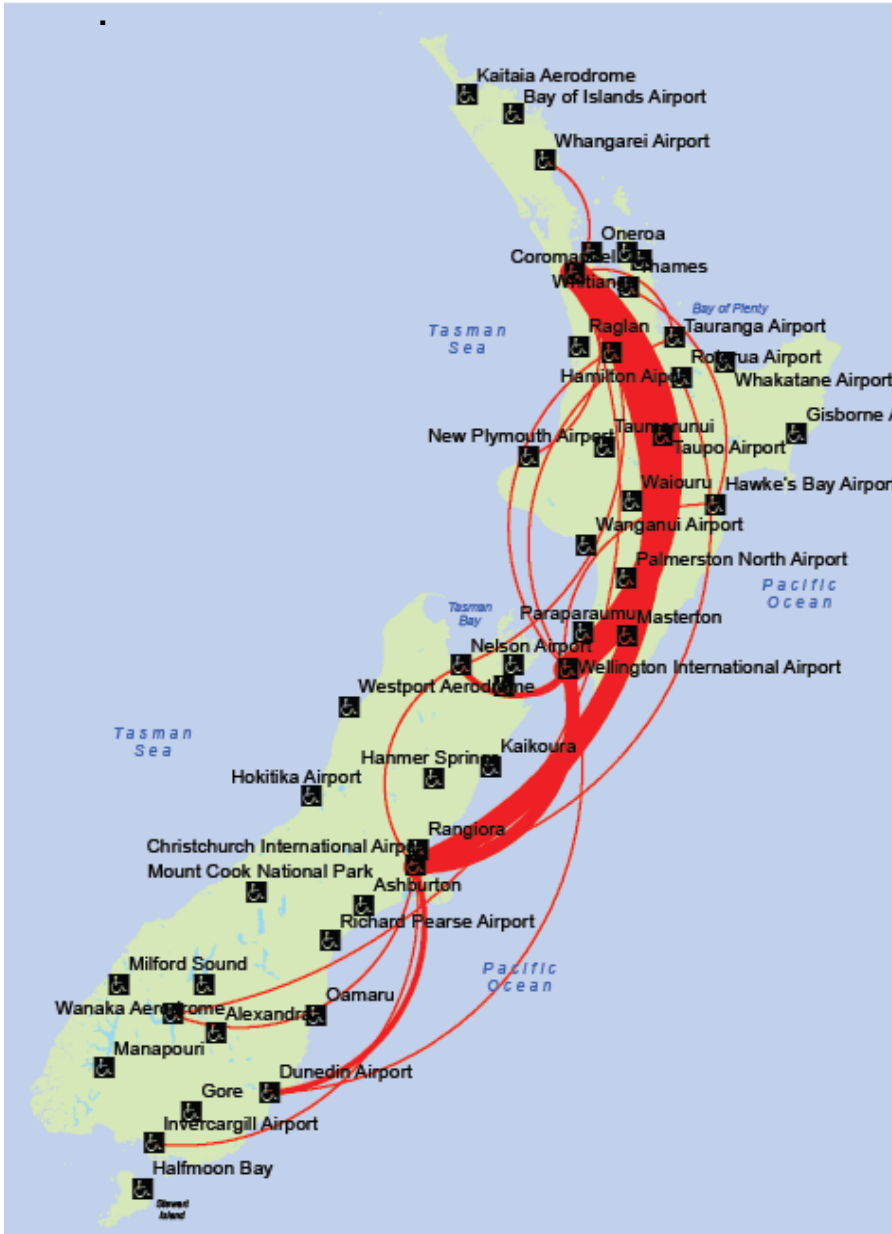 .
Kaitaia Aerodrome
Bay of Islands Airport
Whangarei Airport
Oneroa
Coromandel
Thames
Whitianga
Bay of Plenty
Tasman
Sea
Raglan
Tauranga Airport
Rotorua Airport
Hamilton Aiport
Whakatane Airport
Gisborne A
New Plymouth Airport
Taumarunui
Taupo Airport
Waiouru
Hawke's Bay Airpor
Wanganui Airport
Palmerston North Airport
Pacific
Ocean
Tasman
Bay
Paraparaumu
Masterton
Nelson Airport
Wellington International Airport
Westport Aerodrome
Tasman
Sea
Kaikoura
Hanmer Springs
Hokitika Airport
Rangiora
Christchurch International Airport
Mount Cook National Park
Ashburton
Richard Pearse Airport
Pacific
Ocean
Milford Sound
Oamaru
Wanaka Aerodrome
Alexandra
Manapouri
Dunedin Airport
Gore
Invercargill Airport
Halfmoon Bay
Stewart
Island